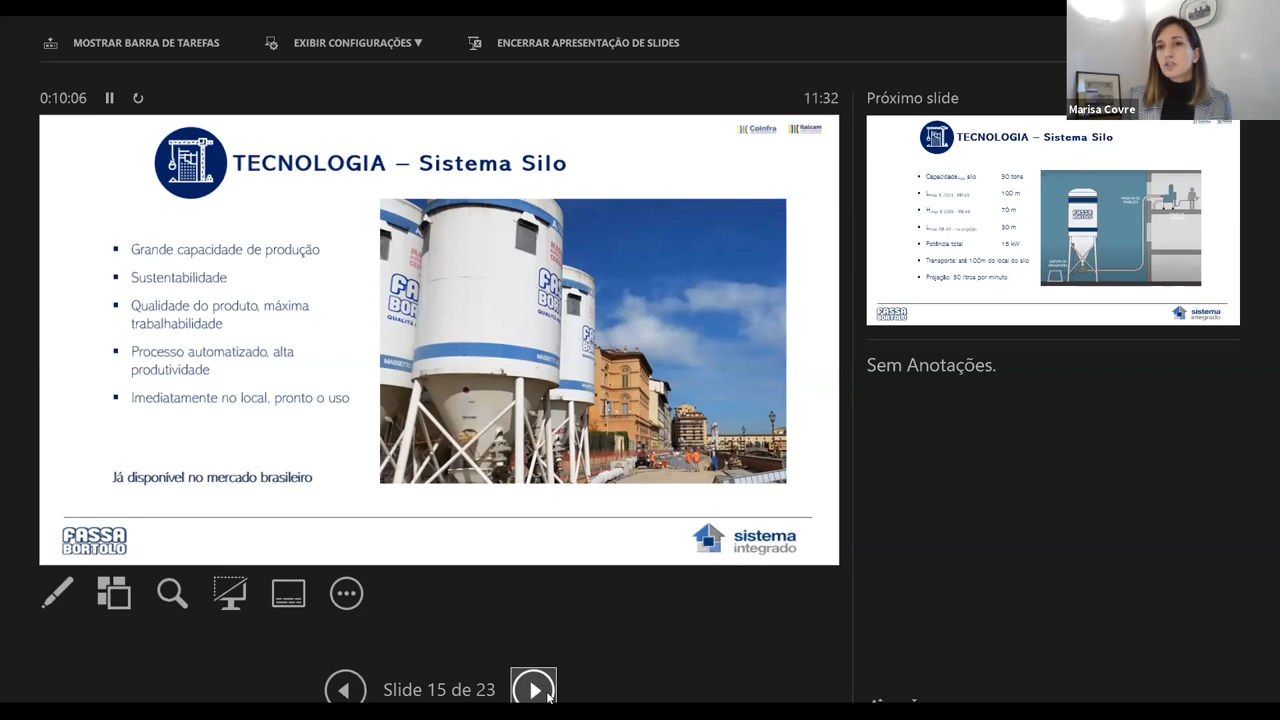 MOSTRAR BARRA DE TAREFAS
EXIBIR CONFIGURAÇÕES ▼
ENCERRAR APRESENTAÇÃO DE SLIDES
Marisa Covre
0:10:06
11:32
Próximo slide
Coinfra
Italcam
TECNOLOGIA – Sistema Silo
Grande capacidade de produção
Sustentabilidade
Qualidade do produto, máxima
trabalhabilidade
Processo automatizado, alta
produtividade
Imediatamente no local, pronto o uso
Já disponível no mercado brasileiro
FASSA
BORTOLO
sistema
integrado
TECNOLOGIA – Sistema Silo
Capacidade
silo
30 tons
100 m
70 m
30 m
Potência total
15 kW
Transporte: até 100m do local do silo
Projeção: 30 litros por minuto
FASSA
FASSA
BORTOLO
sistema
integrado
Sem Anotações.
Slide 15 de 23